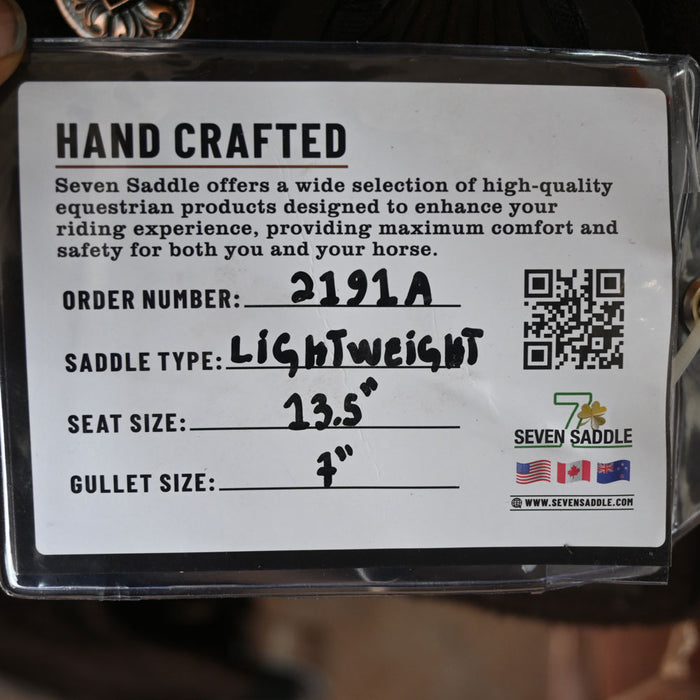 HAND CRAFTED
Seven Saddle offers a wide selection of high-quality
equestrian products designed to enhance your
riding experience, providing maximum comfort and
safety for both you and your horse.
ORDER NUMBER: 2191A
SADDLE TYPE: LiGhTWEiGHT
SEAT SIZE: 13.5"
GULLET SIZE: 7"
7
SEVEN SADDLE
WWW.SEVENSADDLE.COM